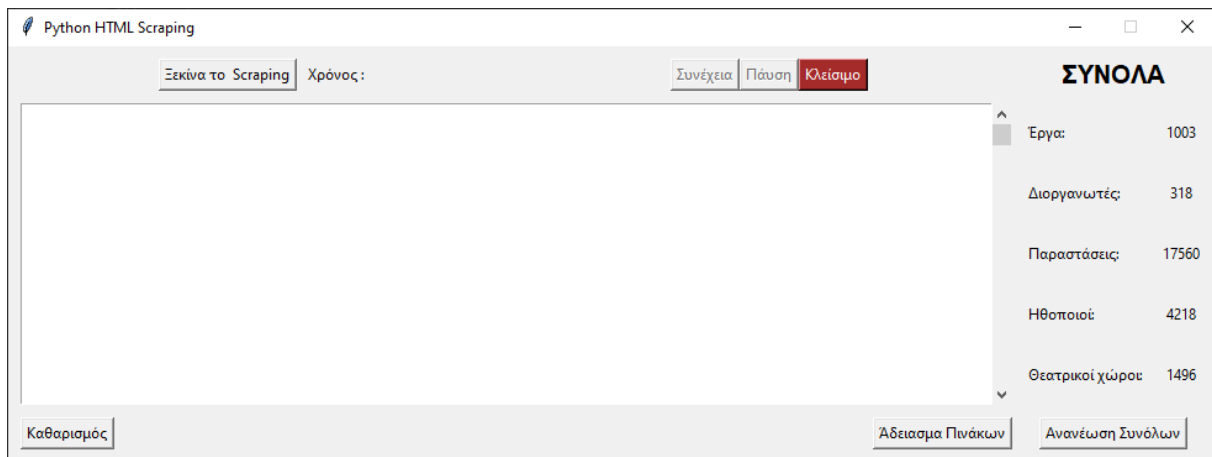 Python HTML Scraping
Ξεκίνα το  Scraping Χρόνος : Συνέχεια Πάυση Κλείσιμο ΣΥΝΟΛΑ
Έργα: 1003
Διοργανωτές: 318
Παραστάσεις: 17560
Ηθοποιοί: 4218
Θεατρικοί χώροι: 1496
Καθαρισμός Άδειασμα Πινάκων Ανανέωση Συνόλων